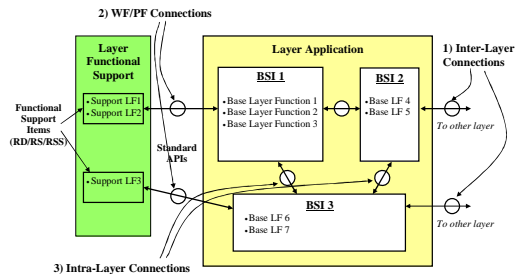 2) WF/PF Connections
Layer
Functional
Support
Layer Application
1) Inter-Layer
Connections
BSI 1
•Base Layer Function 1
•Base Layer Function 2
•Base Layer Function 3
BSI 2
•Base LF 4
•Base LF 5
•Support LF1
•Support LF2
Functional
Support
Items
(RD/RS/RSS)
To other layer
Standard
APIs
•Support LF3
BSI 3
•Base LF 6
•Base LF 7
To other layer
3) Intra-Layer Connections